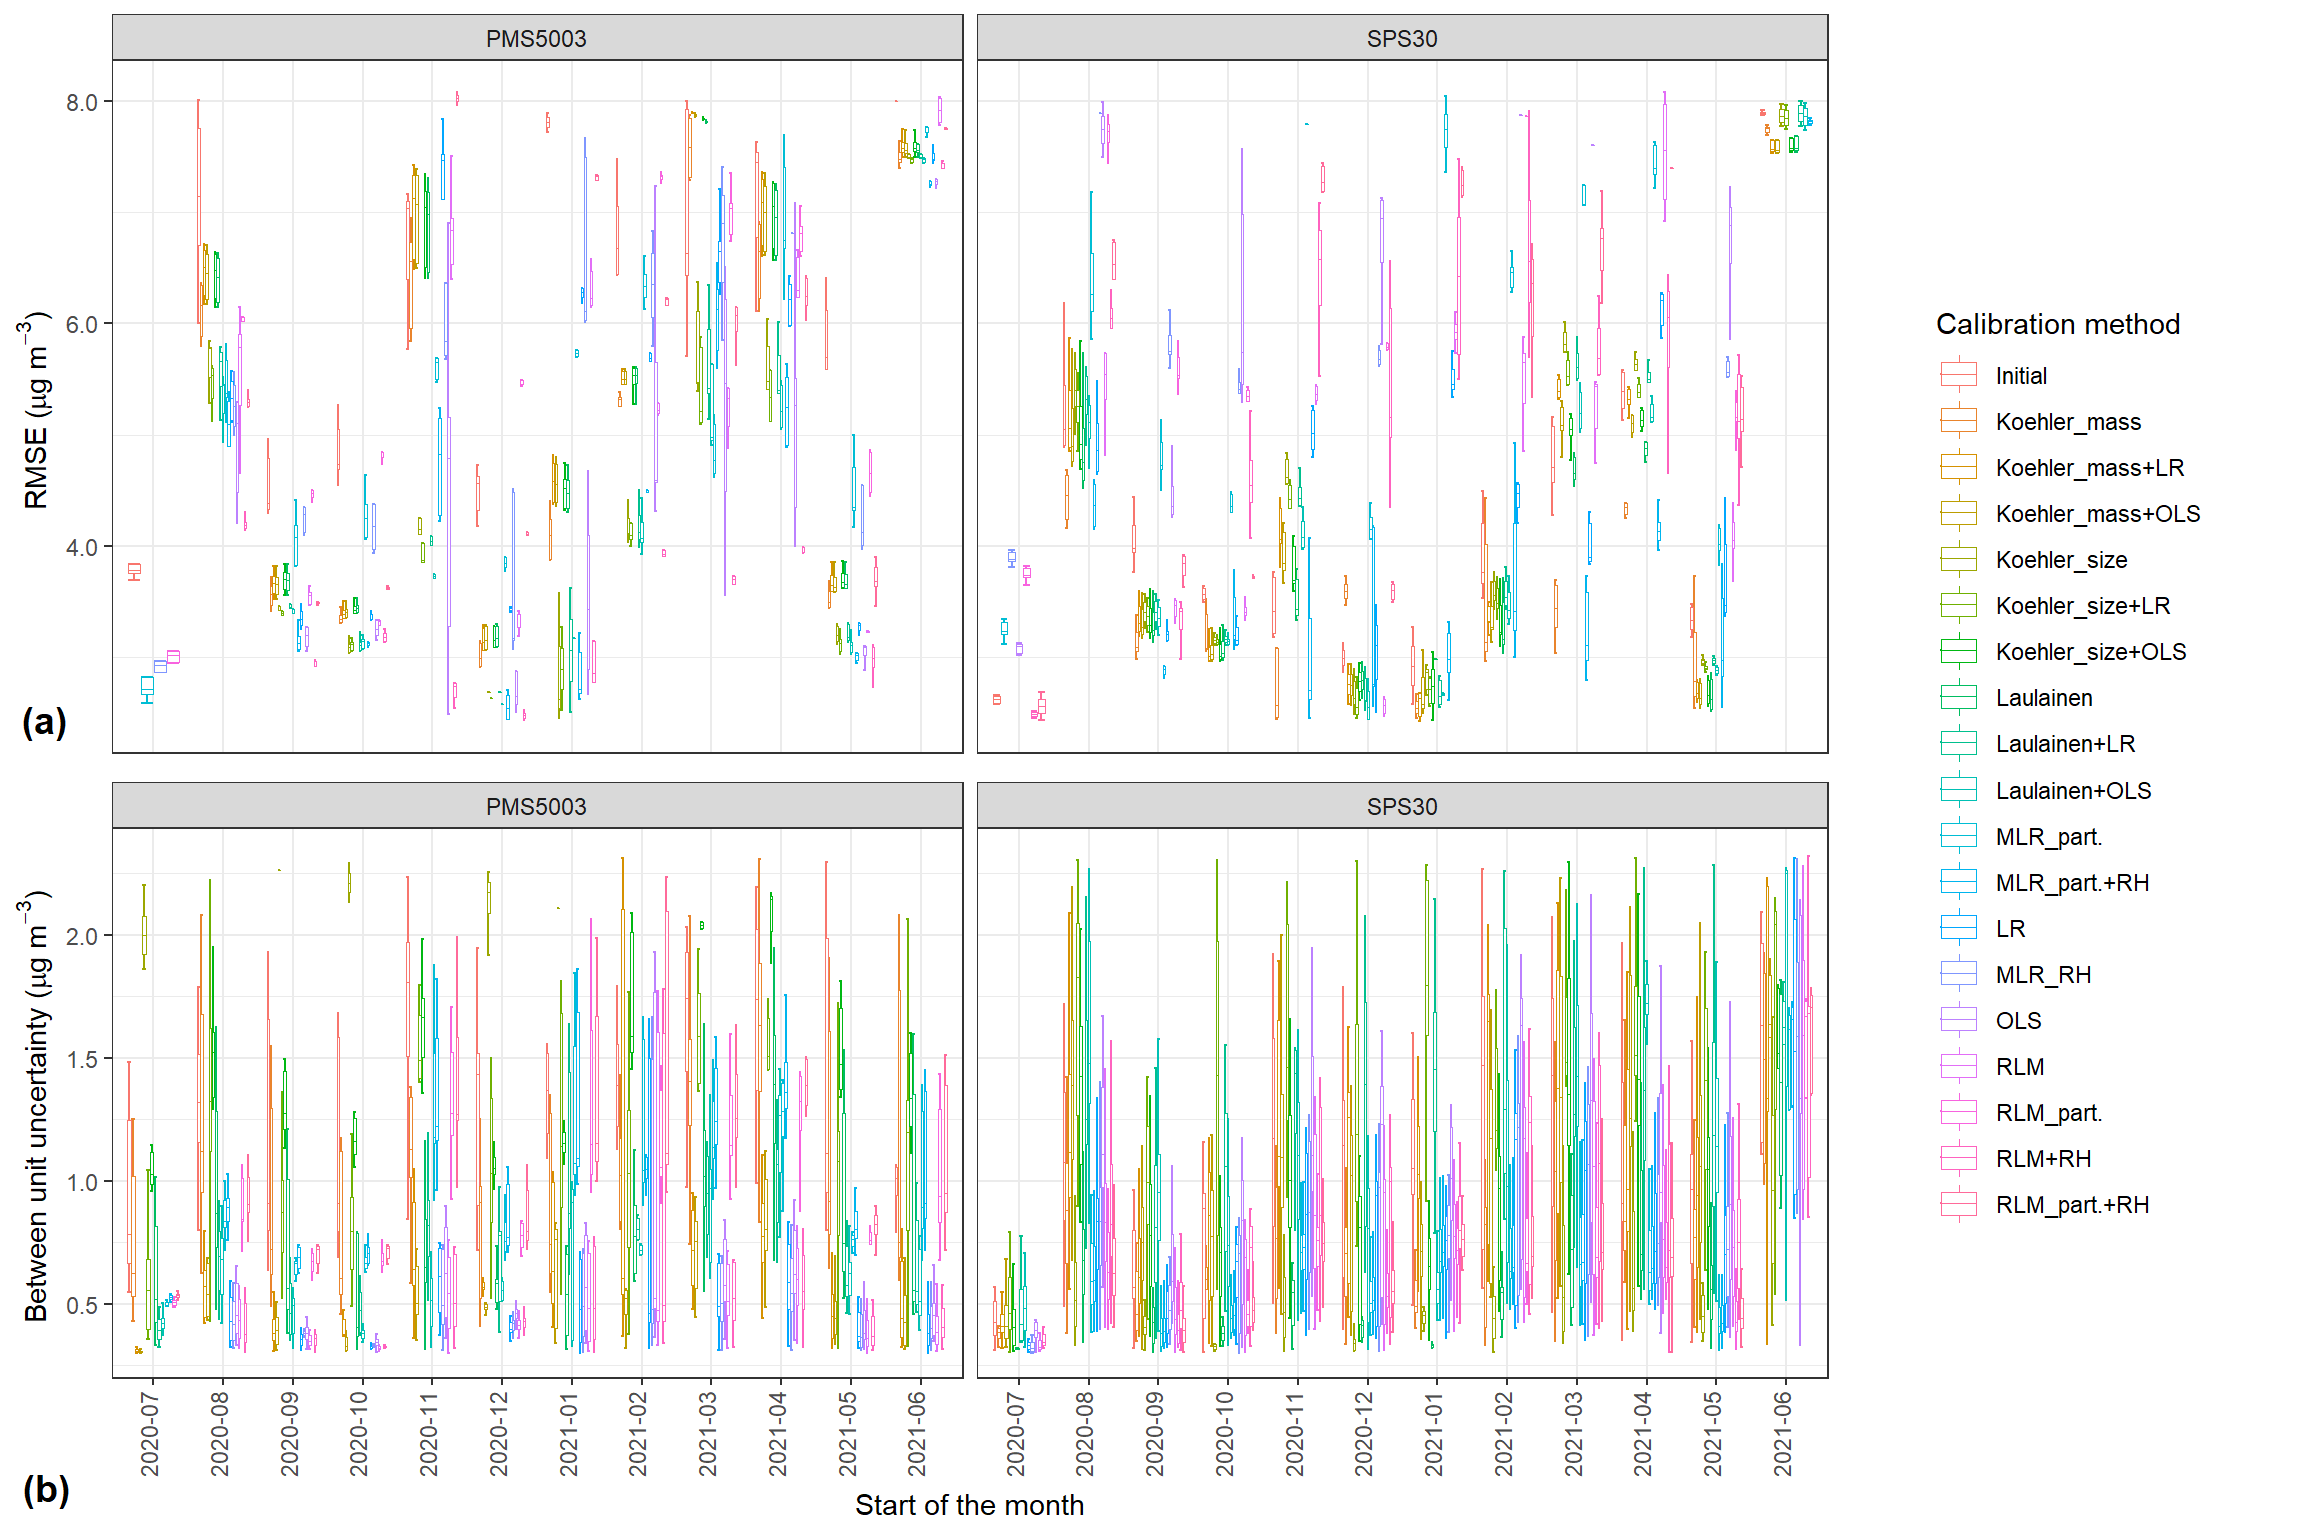 PMS5003
SPS30
8.0
6.0
4.0
RMSE (µg m⁻³)
(a)
PMS5003
SPS30
2.0
1.5
1.0
0.5
Between unit uncertainty (µg m⁻³)
2020-07
2020-08
2020-09
2020-10
2020-11
2020-12
2021-01
2021-02
2021-03
2021-04
2021-05
2021-06
2020-07
2020-08
2020-09
2020-10
2020-11
2020-12
2021-01
2021-02
2021-03
2021-04
2021-05
2021-06
(b)
Start of the month
Calibration method
Initial
Koehler_mass
Koehler_mass+LR
Koehler_mass+OLS
Koehler_size
Koehler_size+LR
Koehler_size+OLS
Laulainen
Laulainen+LR
Laulainen+OLS
MLR_part.
MLR_part.+RH
LR
MLR_RH
OLS
RLM
RLM_part.
RLM+RH
RLM_part.+RH